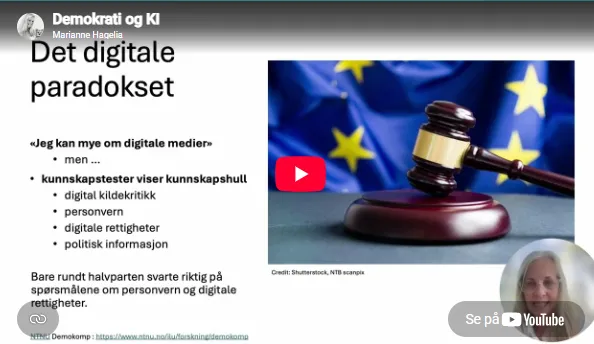 Demokrati og KI
Marianne Hagelia
Det digitale
paradokset
«Jeg kan mye om digitale medier»
• men ...
• kunnskapstester viser kunnskapshull
• digital kildekritikk
• personvern
• digitale rettigheter
• politisk informasjon
Bare rundt halvparten svarte riktig på
spørsmålene om personvern og digitale
rettigheter.
NTNU Demokomp : https://www.ntnu.no/ilu/forskning/demokomp
Credit: Shutterstock, NTB scanpix
Se på YouTube